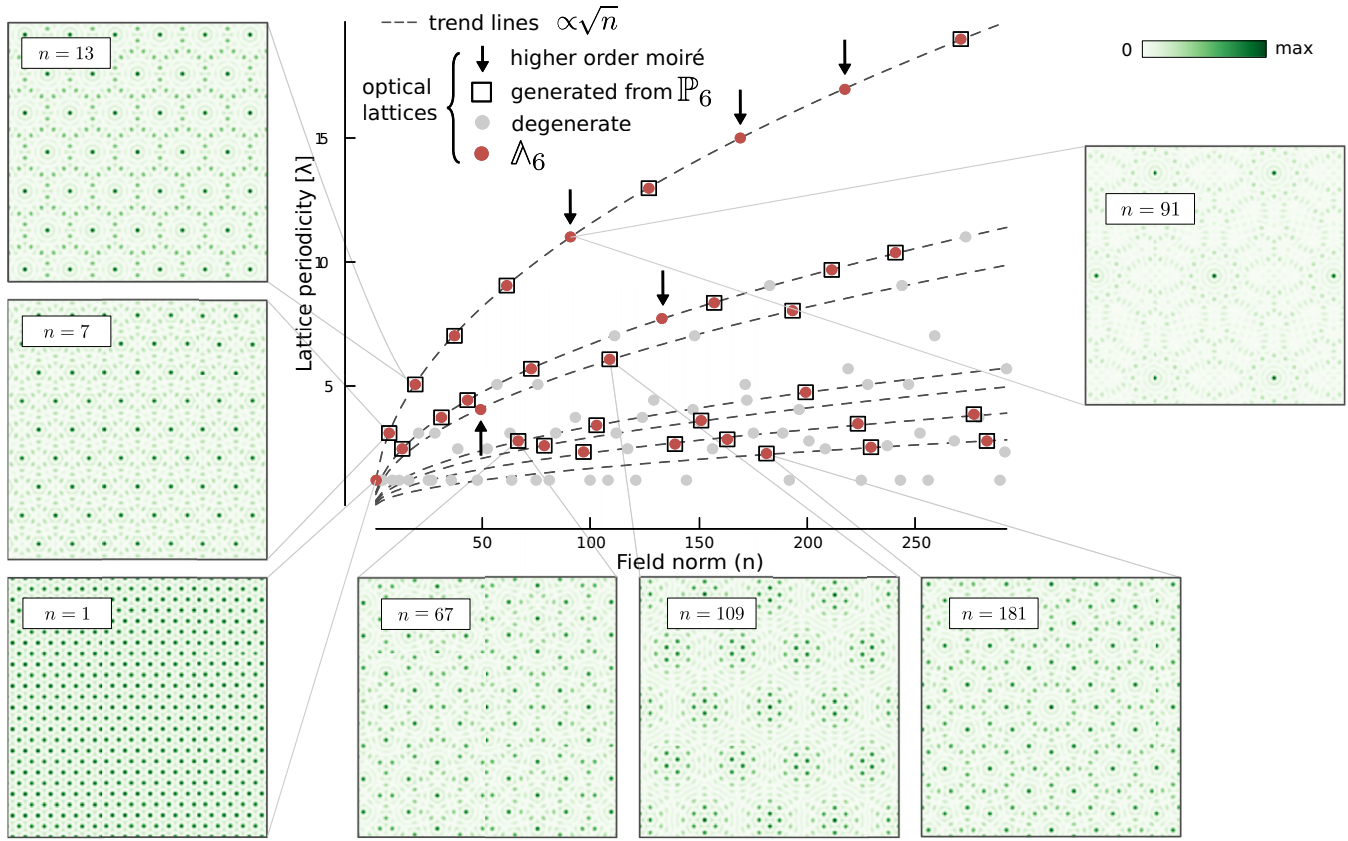 trend lines ∝√n
optical lattices
higher order moiré
generated from ℙ₆
degenerate
𝔸₆
0 max
n = 13
n = 7
n = 1
n = 91
n = 67
n = 109
n = 181
Lattice periodicity [λ]
15
10
5
50 100 150 200 250
Field norm (n)